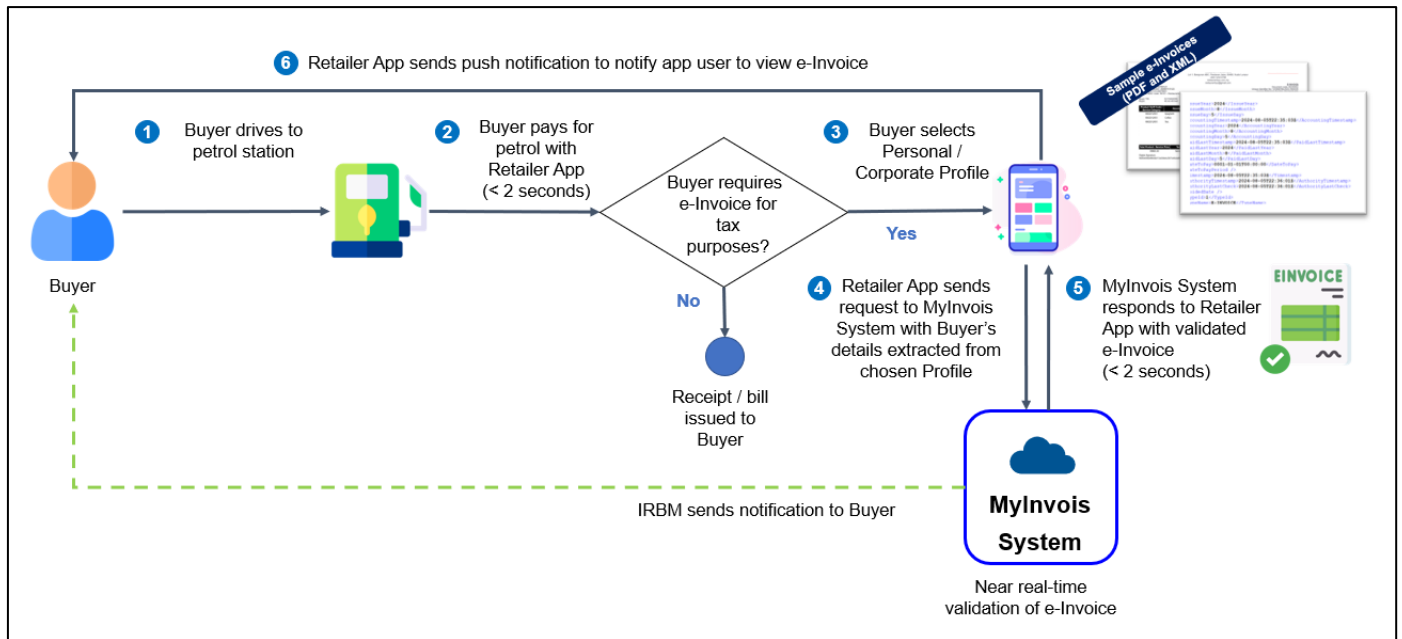 6 Retailer App sends push notification to notify app user to view e-Invoice
Sample e-Invoices
(PDF and XML)
1 Buyer drives to
petrol station
2 Buyer pays for
petrol with
Retailer App
(< 2 seconds)
Buyer requires
e-Invoice for
tax
purposes?
3 Buyer selects
Personal /
Corporate Profile
Yes
No
Buyer
Receipt / bill
issued to
Buyer
4 Retailer App sends
request to MyInvois
System with Buyer's
details extracted from
chosen Profile
5 MyInvois System
responds to Retailer
App with validated
e-Invoice
(< 2 seconds)
EINVOICE
IRBM sends notification to Buyer
MyInvois
System
Near real-time
validation of e-Invoice